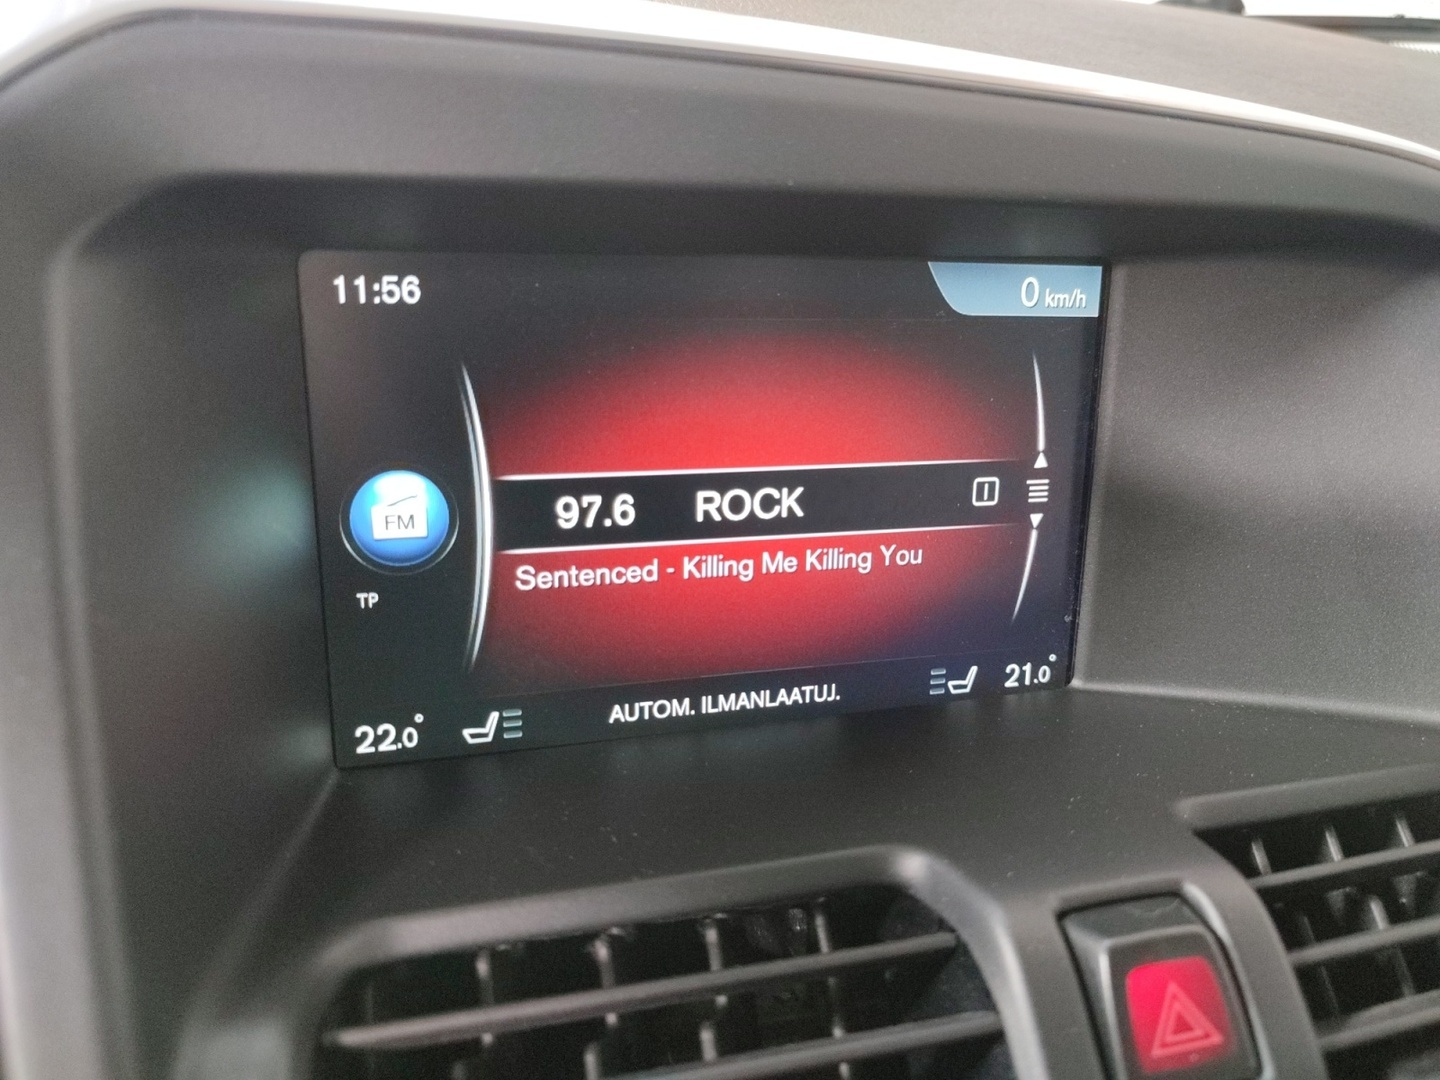 11:56
0 km/h
97.6 ROCK
FM
Sentenced - Killing Me Killing You
TP
22.0°
AUTOM. ILMANLAATUJ.
21.0°